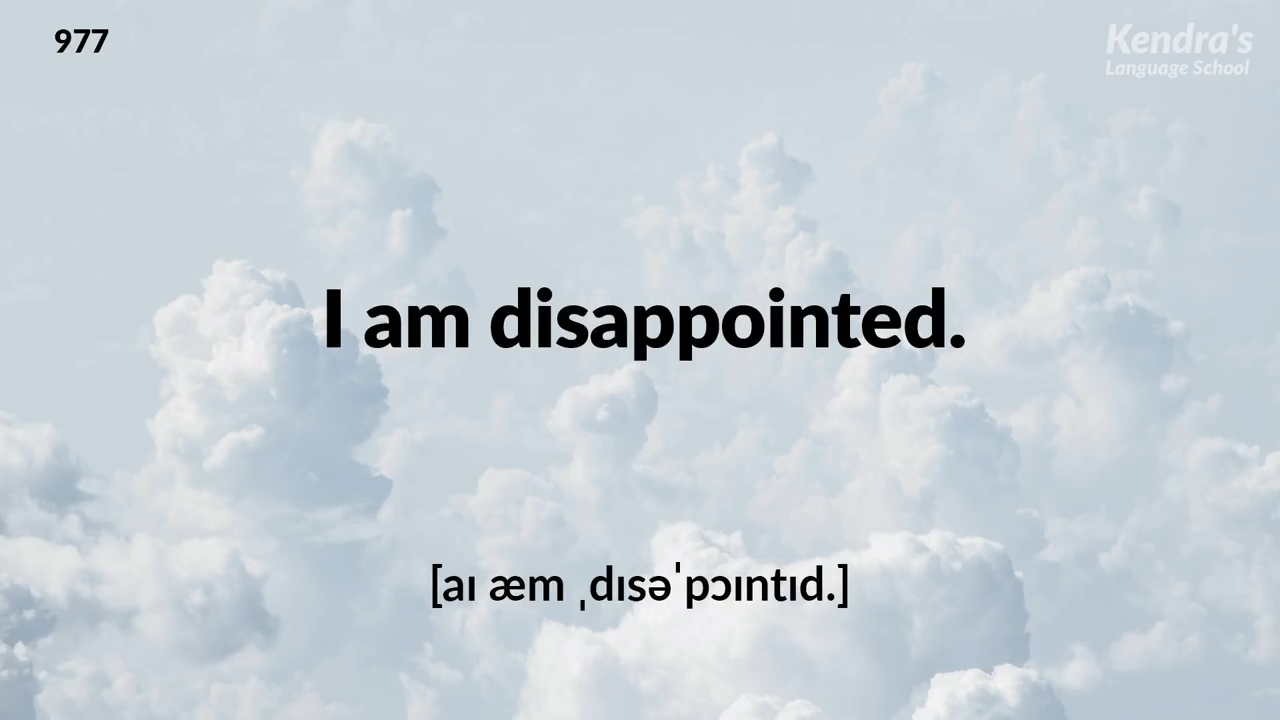 977
Kendra's
Language School
I am disappointed.
[aɪ æm ˌdɪsəˈpɔɪntɪd.]